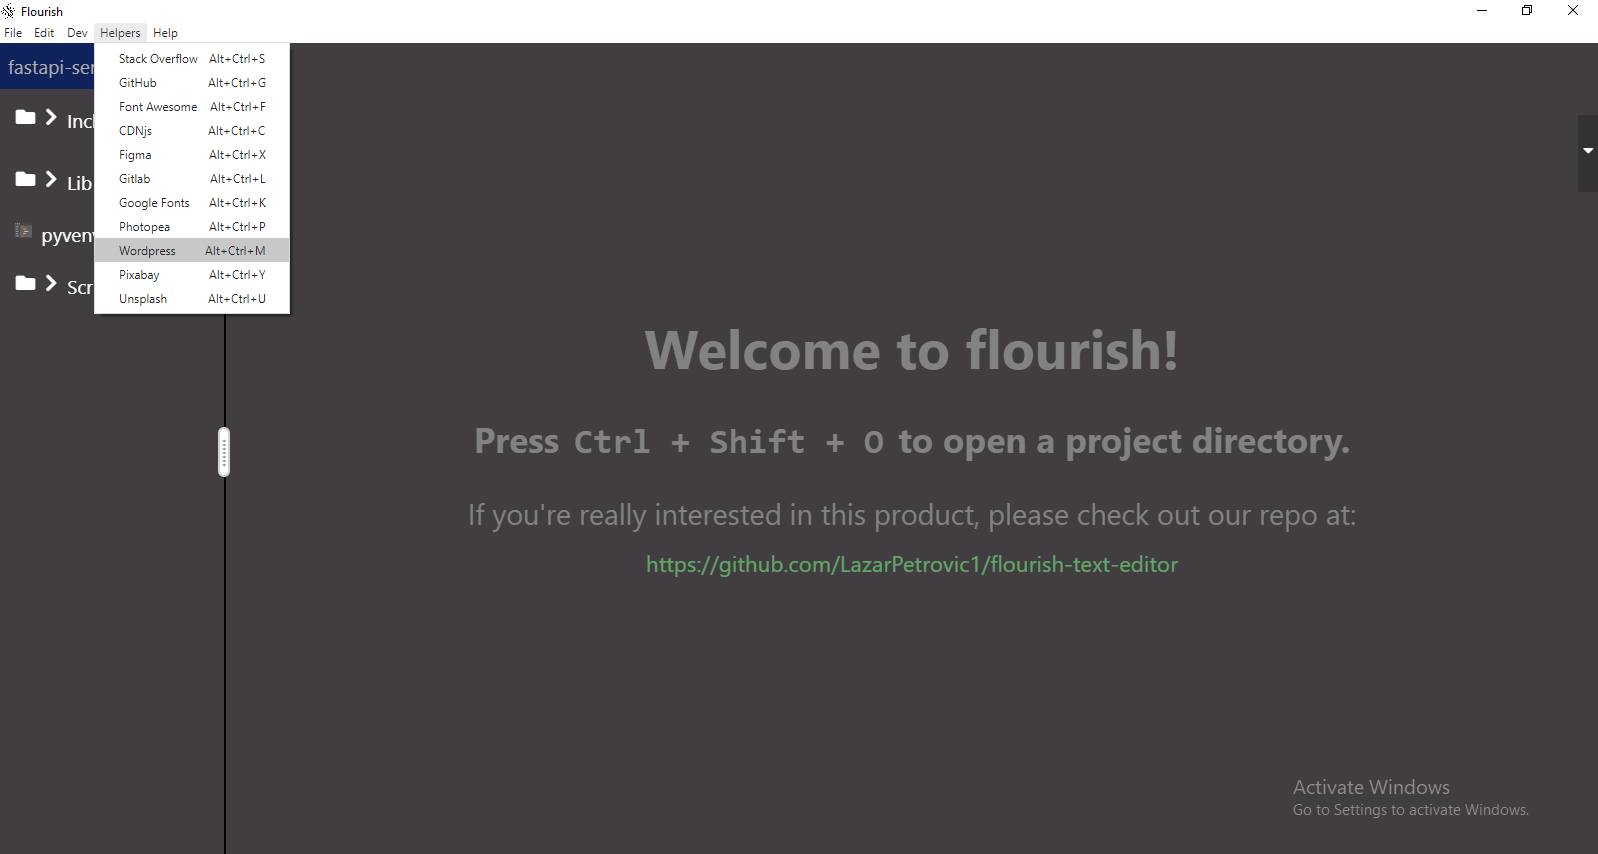 Flourish
File Edit Dev Helpers Help
fastapi-ser
Incl
Lib
pyven
Scr
Stack Overflow Alt+Ctrl+S
GitHub Alt+Ctrl+G
Font Awesome Alt+Ctrl+F
CDNjs Alt+Ctrl+C
Figma Alt+Ctrl+X
Gitlab Alt+Ctrl+L
Google Fonts Alt+Ctrl+K
Photopea Alt+Ctrl+P
Wordpress Alt+Ctrl+M
Pixabay Alt+Ctrl+Y
Unsplash Alt+Ctrl+U
Welcome to flourish!
Press Ctrl + Shift + O to open a project directory.
If you're really interested in this product, please check out our repo at:
https://github.com/LazarPetrovic1/flourish-text-editor
Activate Windows
Go to Settings to activate Windows.